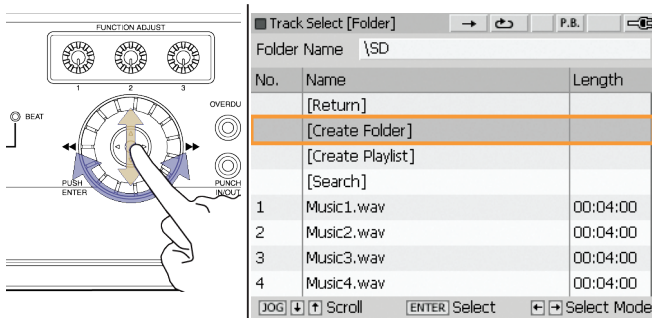 FUNCTION ADJUST
1 2 3
BEAT
OVERDU
PUSH
ENTER
PUNCH
IN/OUT
Track Select [Folder] P.B.
Folder Name \SD
No. Name Length
[Return]
[Create Folder]
[Create Playlist]
[Search]
1 Music1.wav 00:04:00
2 Music2.wav 00:04:00
3 Music3.wav 00:04:00
4 Music4.wav 00:04:00
JOG Scroll ENTER Select Select Mode